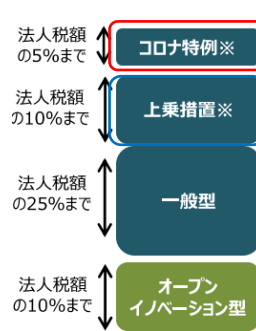 法人税額
の5%まで
コロナ特例※
法人税額
の10%まで
上乗措置※
法人税額
の25%まで
一般型
法人税額
の10%まで
オープン
イノベーション型